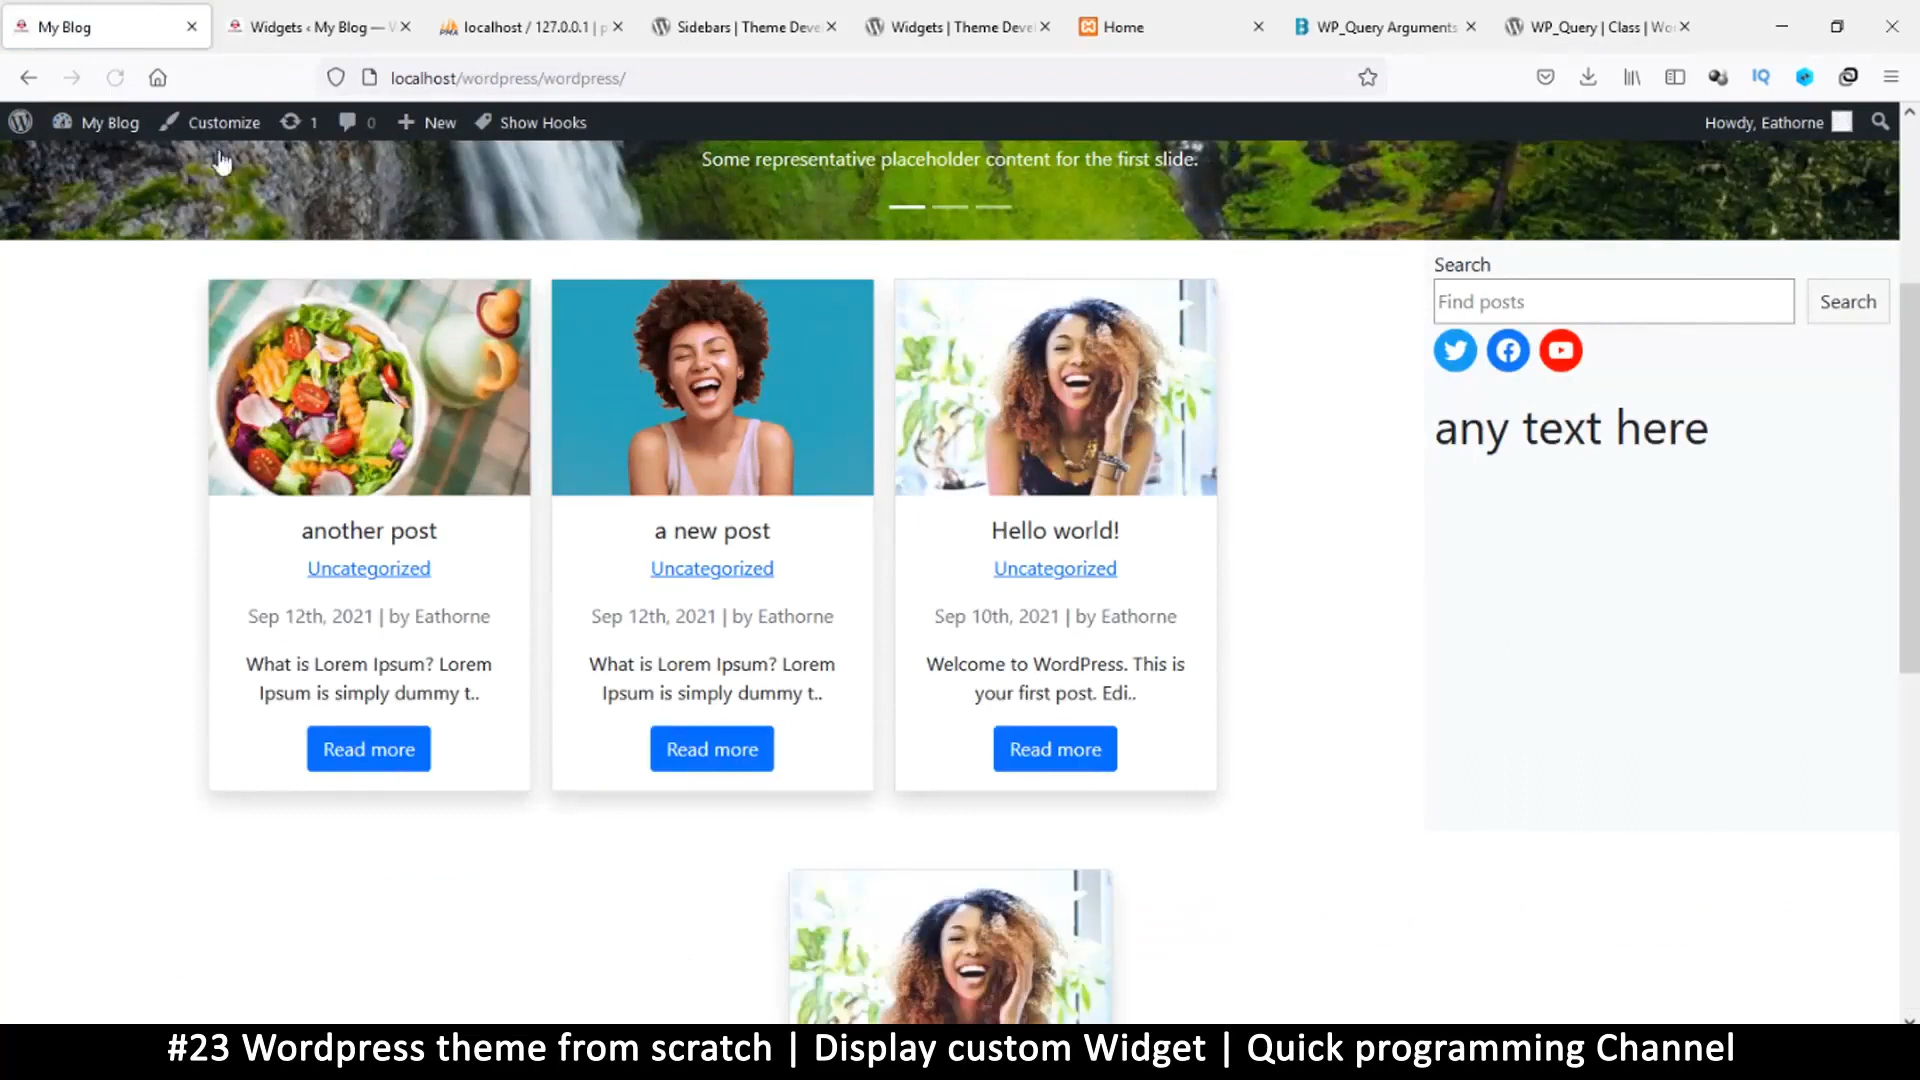 My Blog
Widgets ‹ My Blog —
localhost / 127.0.0.1 | p
Sidebars | Theme Deve
Widgets | Theme Devel
Home
WP_Query Arguments
WP_Query | Class | Wo
localhost/wordpress/wordpress/
IQ
My Blog
Customize
1
0
New
Show Hooks
Howdy, Eathorne
Some representative placeholder content for the first slide.
Search
Find posts
Search
any text here
another post
a new post
Hello world!
Uncategorized
Uncategorized
Uncategorized
Sep 12th, 2021 | by Eathorne
Sep 12th, 2021 | by Eathorne
Sep 10th, 2021 | by Eathorne
What is Lorem Ipsum? Lorem
Ipsum is simply dummy t..
What is Lorem Ipsum? Lorem
Ipsum is simply dummy t..
Welcome to WordPress. This is
your first post. Edi..
Read more
Read more
Read more
#23 Wordpress theme from scratch | Display custom Widget | Quick programming Channel